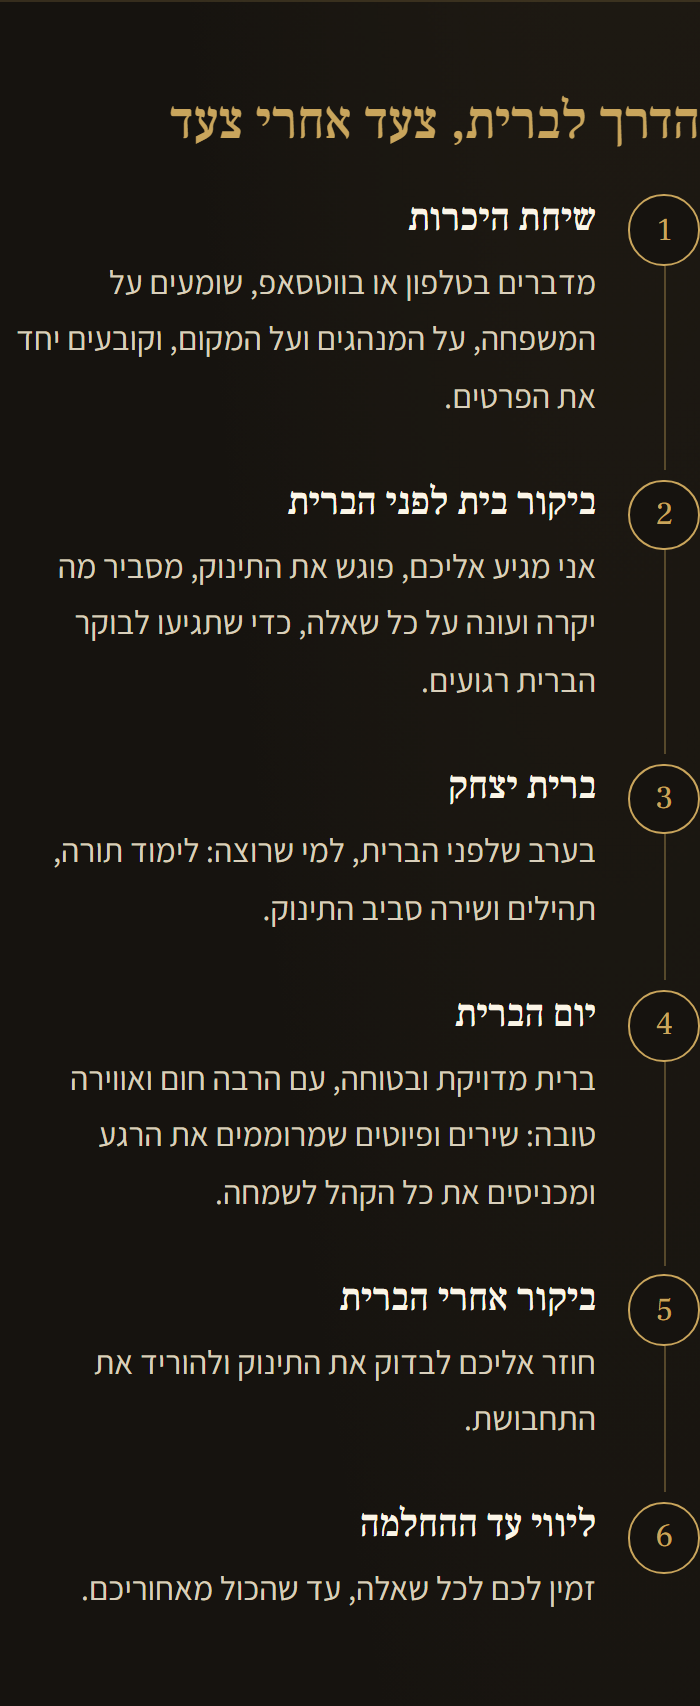 הדרך לברית, צעד אחרי צעד
1
שיחת היכרות
מדברים בטלפון או בווטסאפ, שומעים על
המשפחה, על המנהגים ועל המקום, וקובעים יחד
את הפרטים.
2
ביקור בית לפני הברית
אני מגיע אליכם, פוגש את התינוק, מסביר מה
יקרה ועונה על כל שאלה, כדי שתגיעו לבוקר
הברית רגועים.
3
ברית יצחק
בערב שלפני הברית, למי שרוצה: לימוד תורה,
תהילים ושירה סביב התינוק.
4
יום הברית
ברית מדויקת ובטוחה, עם הרבה חום ואווירה
טובה: שירים ופיוטים שמרוממים את הרגע
ומכניסים את כל הקהל לשמחה.
5
ביקור אחרי הברית
חוזר אליכם לבדוק את התינוק ולהוריד את
התחבושת.
6
ליווי עד ההחלמה
זמין לכם לכל שאלה, עד שהכול מאחוריכם.